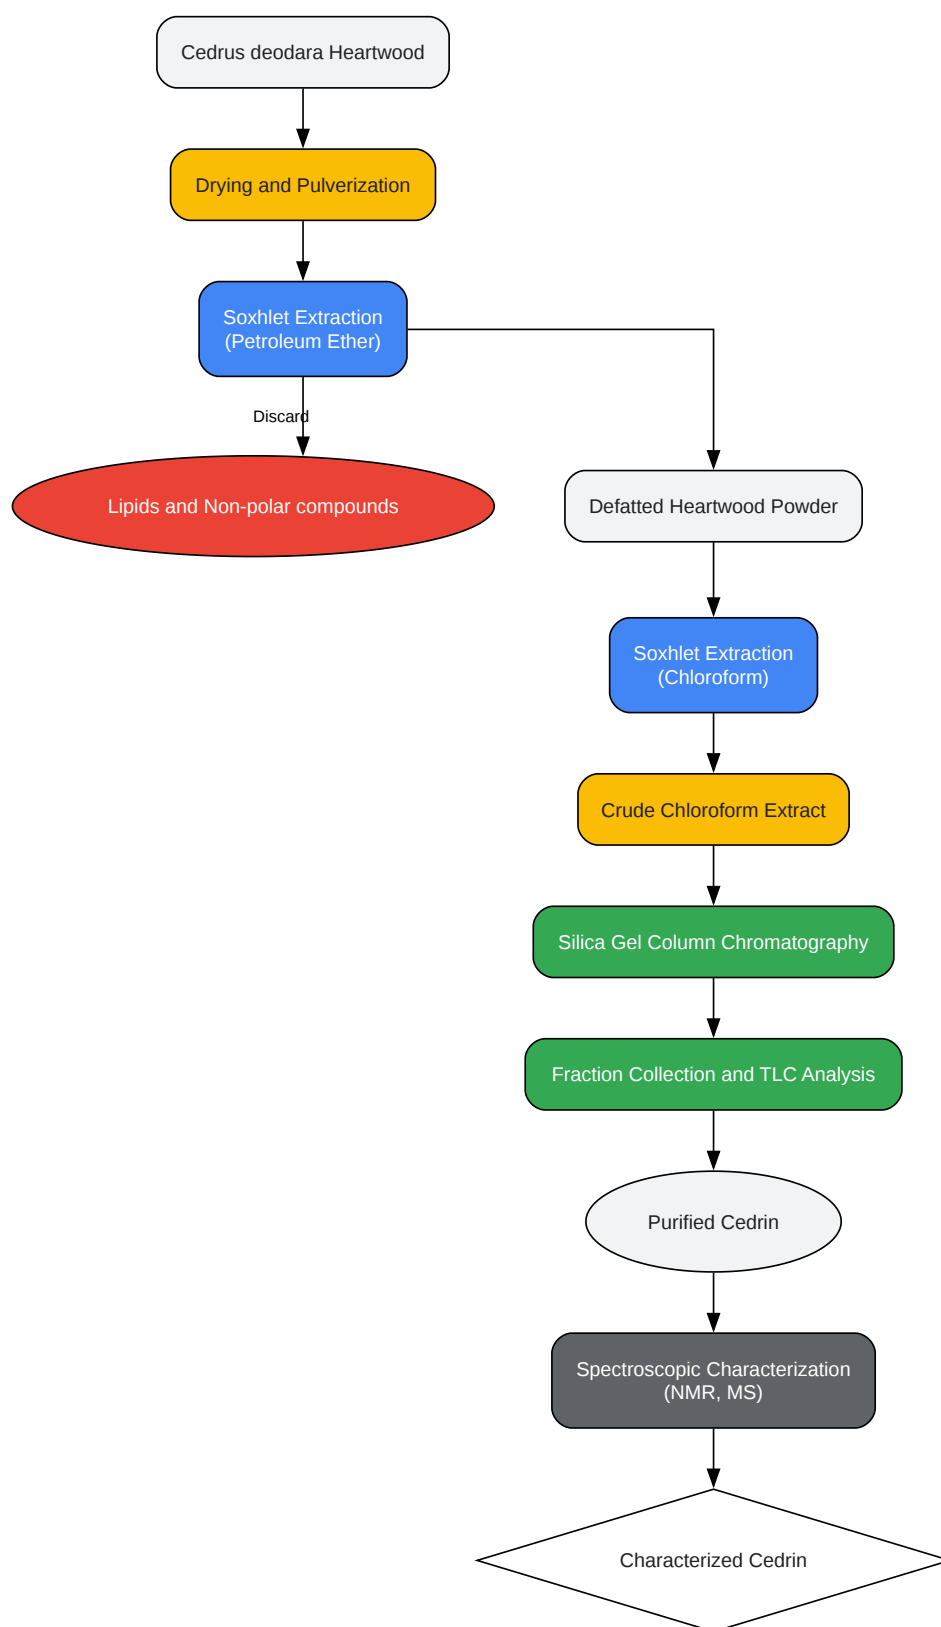 Cedrus deodara Heartwood
Drying and Pulverization
Soxhlet Extraction
(Petroleum Ether)
Discard
Lipids and Non-polar compounds
Defatted Heartwood Powder
Soxhlet Extraction
(Chloroform)
Crude Chloroform Extract
Silica Gel Column Chromatography
Fraction Collection and TLC Analysis
Purified Cedrin
Spectroscopic Characterization
(NMR, MS)
Characterized Cedrin